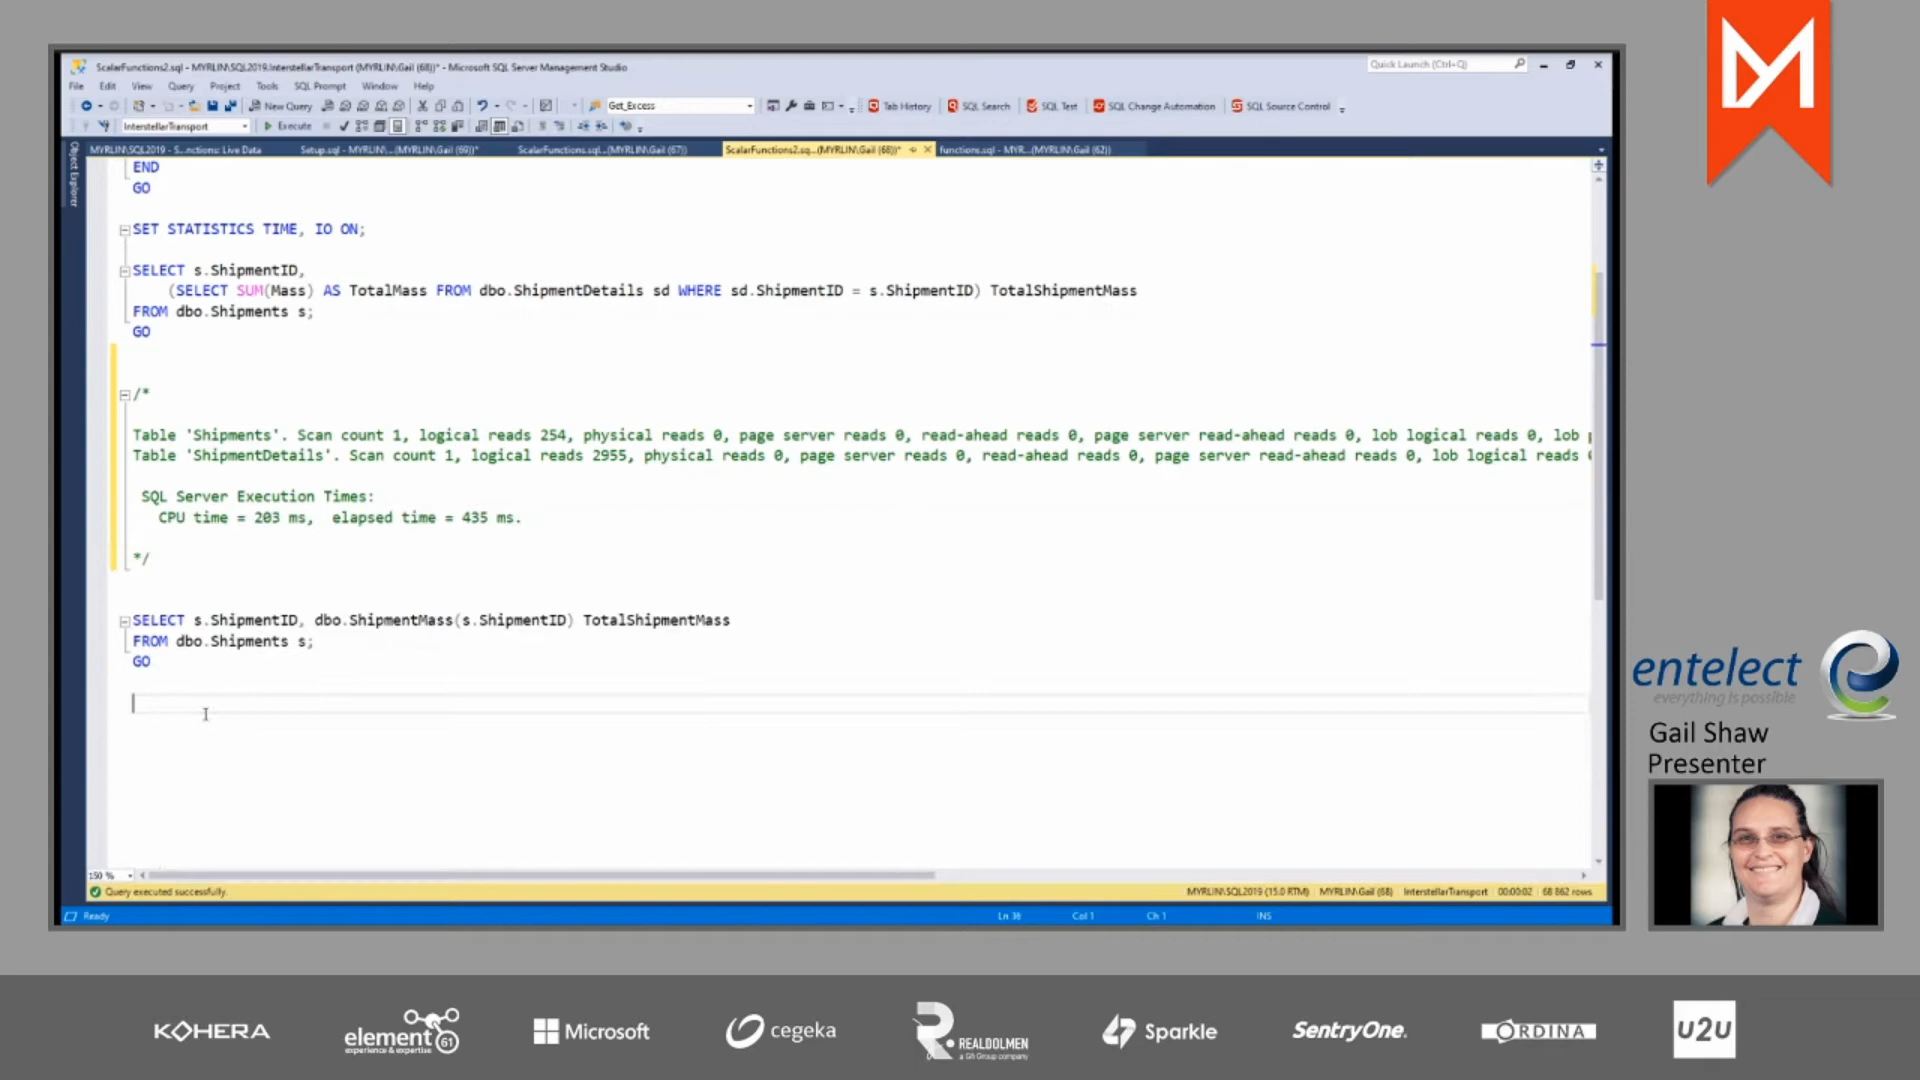 ScalarFunctions2.sql - MYRLIN\SQL2019.InterstellarTransport (MYRLIN\Gail (68))* - Microsoft SQL Server Management Studio
Quick Launch (Ctrl+Q)
File Edit View Query Project Tools SQL Prompt Window Help
New Query
Get_Excess
Tab History
SQL Search
SQL Test
SQL Change Automation
SQL Source Control
InterstellarTransport
Execute
MYRLIN\SQL2019 - S...nctions: Live Data
Setup.sql - MYRLIN\...(MYRLIN\Gail (69))*
ScalarFunctions.sql...(MYRLIN\Gail (67))
ScalarFunctions2.sq...(MYRLIN\Gail (68))*
functions.sql - MYR...(MYRLIN\Gail (62))
Object Explorer
END
GO
SET STATISTICS TIME, IO ON;
SELECT s.ShipmentID,
(SELECT SUM(Mass) AS TotalMass FROM dbo.ShipmentDetails sd WHERE sd.ShipmentID = s.ShipmentID) TotalShipmentMass
FROM dbo.Shipments s;
GO
/*
Table 'Shipments'. Scan count 1, logical reads 254, physical reads 0, page server reads 0, read-ahead reads 0, page server read-ahead reads 0, lob logical reads 0, lob
Table 'ShipmentDetails'. Scan count 1, logical reads 2955, physical reads 0, page server reads 0, read-ahead reads 0, page server read-ahead reads 0, lob logical reads
SQL Server Execution Times:
CPU time = 203 ms, elapsed time = 435 ms.
*/
SELECT s.ShipmentID, dbo.ShipmentMass(s.ShipmentID) TotalShipmentMass
FROM dbo.Shipments s;
GO
150 %
Query executed successfully.
MYRLIN\SQL2019 (15.0 RTM)
MYRLIN\Gail (68)
InterstellarTransport
00:00:02
68 862 rows
Ready
Ln 36
Col 1
Ch 1
INS
entelect
everything is possible
Gail Shaw
Presenter
KOHERA
element 61
experience & expertise
Microsoft
cegeka
REALDOLMEN
a Gfi Group company
Sparkle
SentryOne.
ORDINA
U2U